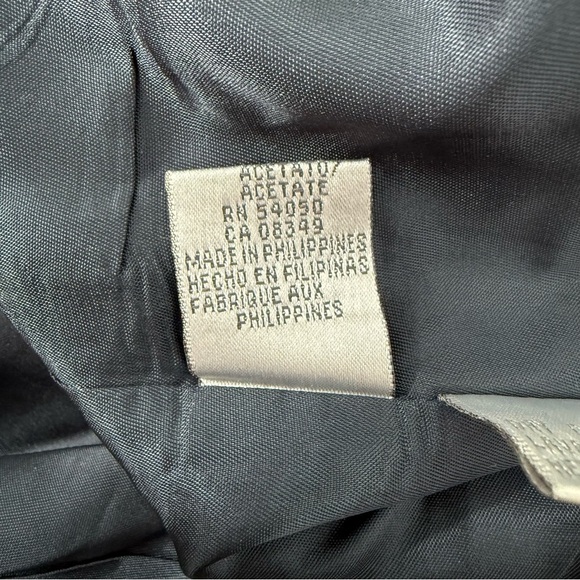 ACETATO/
ACETATE
RN 54050
CA 08349
MADE IN PHILIPPINES
HECHO EN FILIPINAS
FABRIQUE AUX
PHILIPPINES